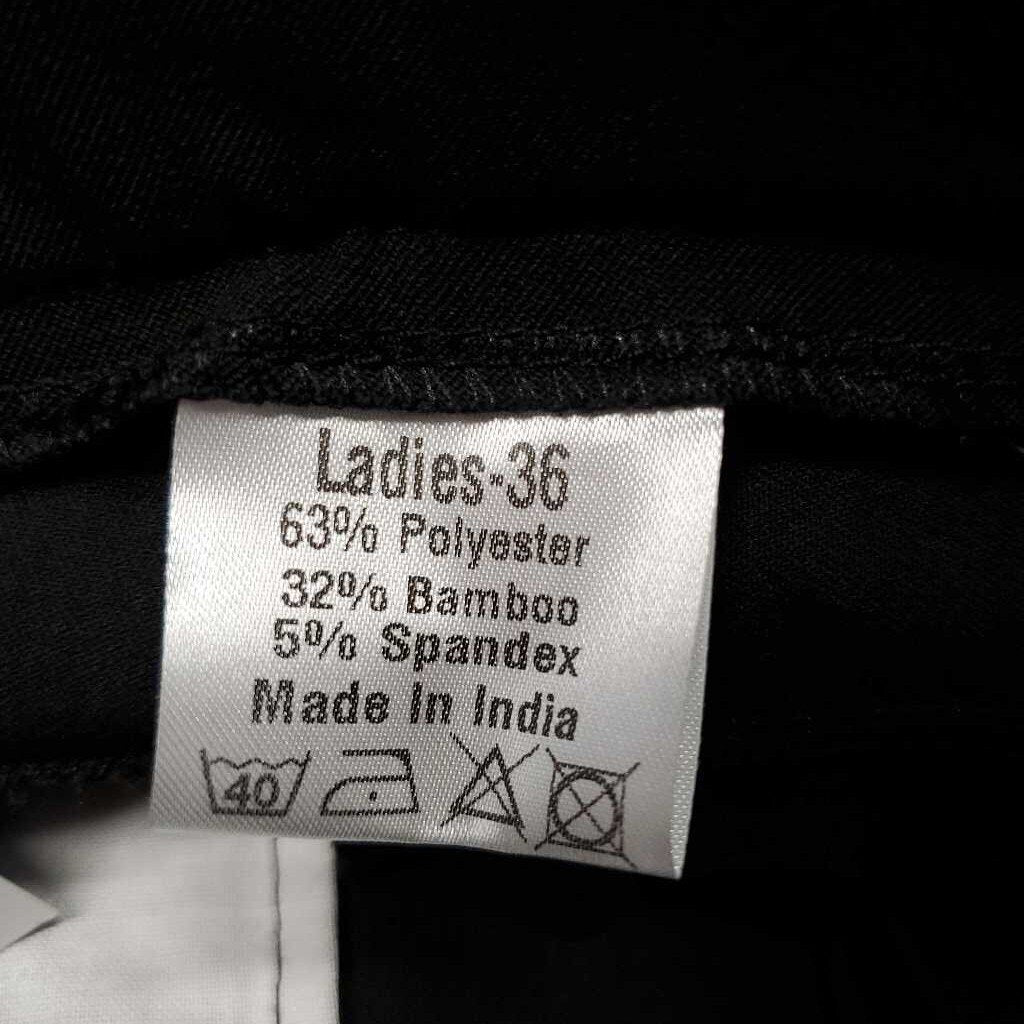 Ladies-36
63% Polyester
32% Bamboo
5% Spandex
Made In India
40